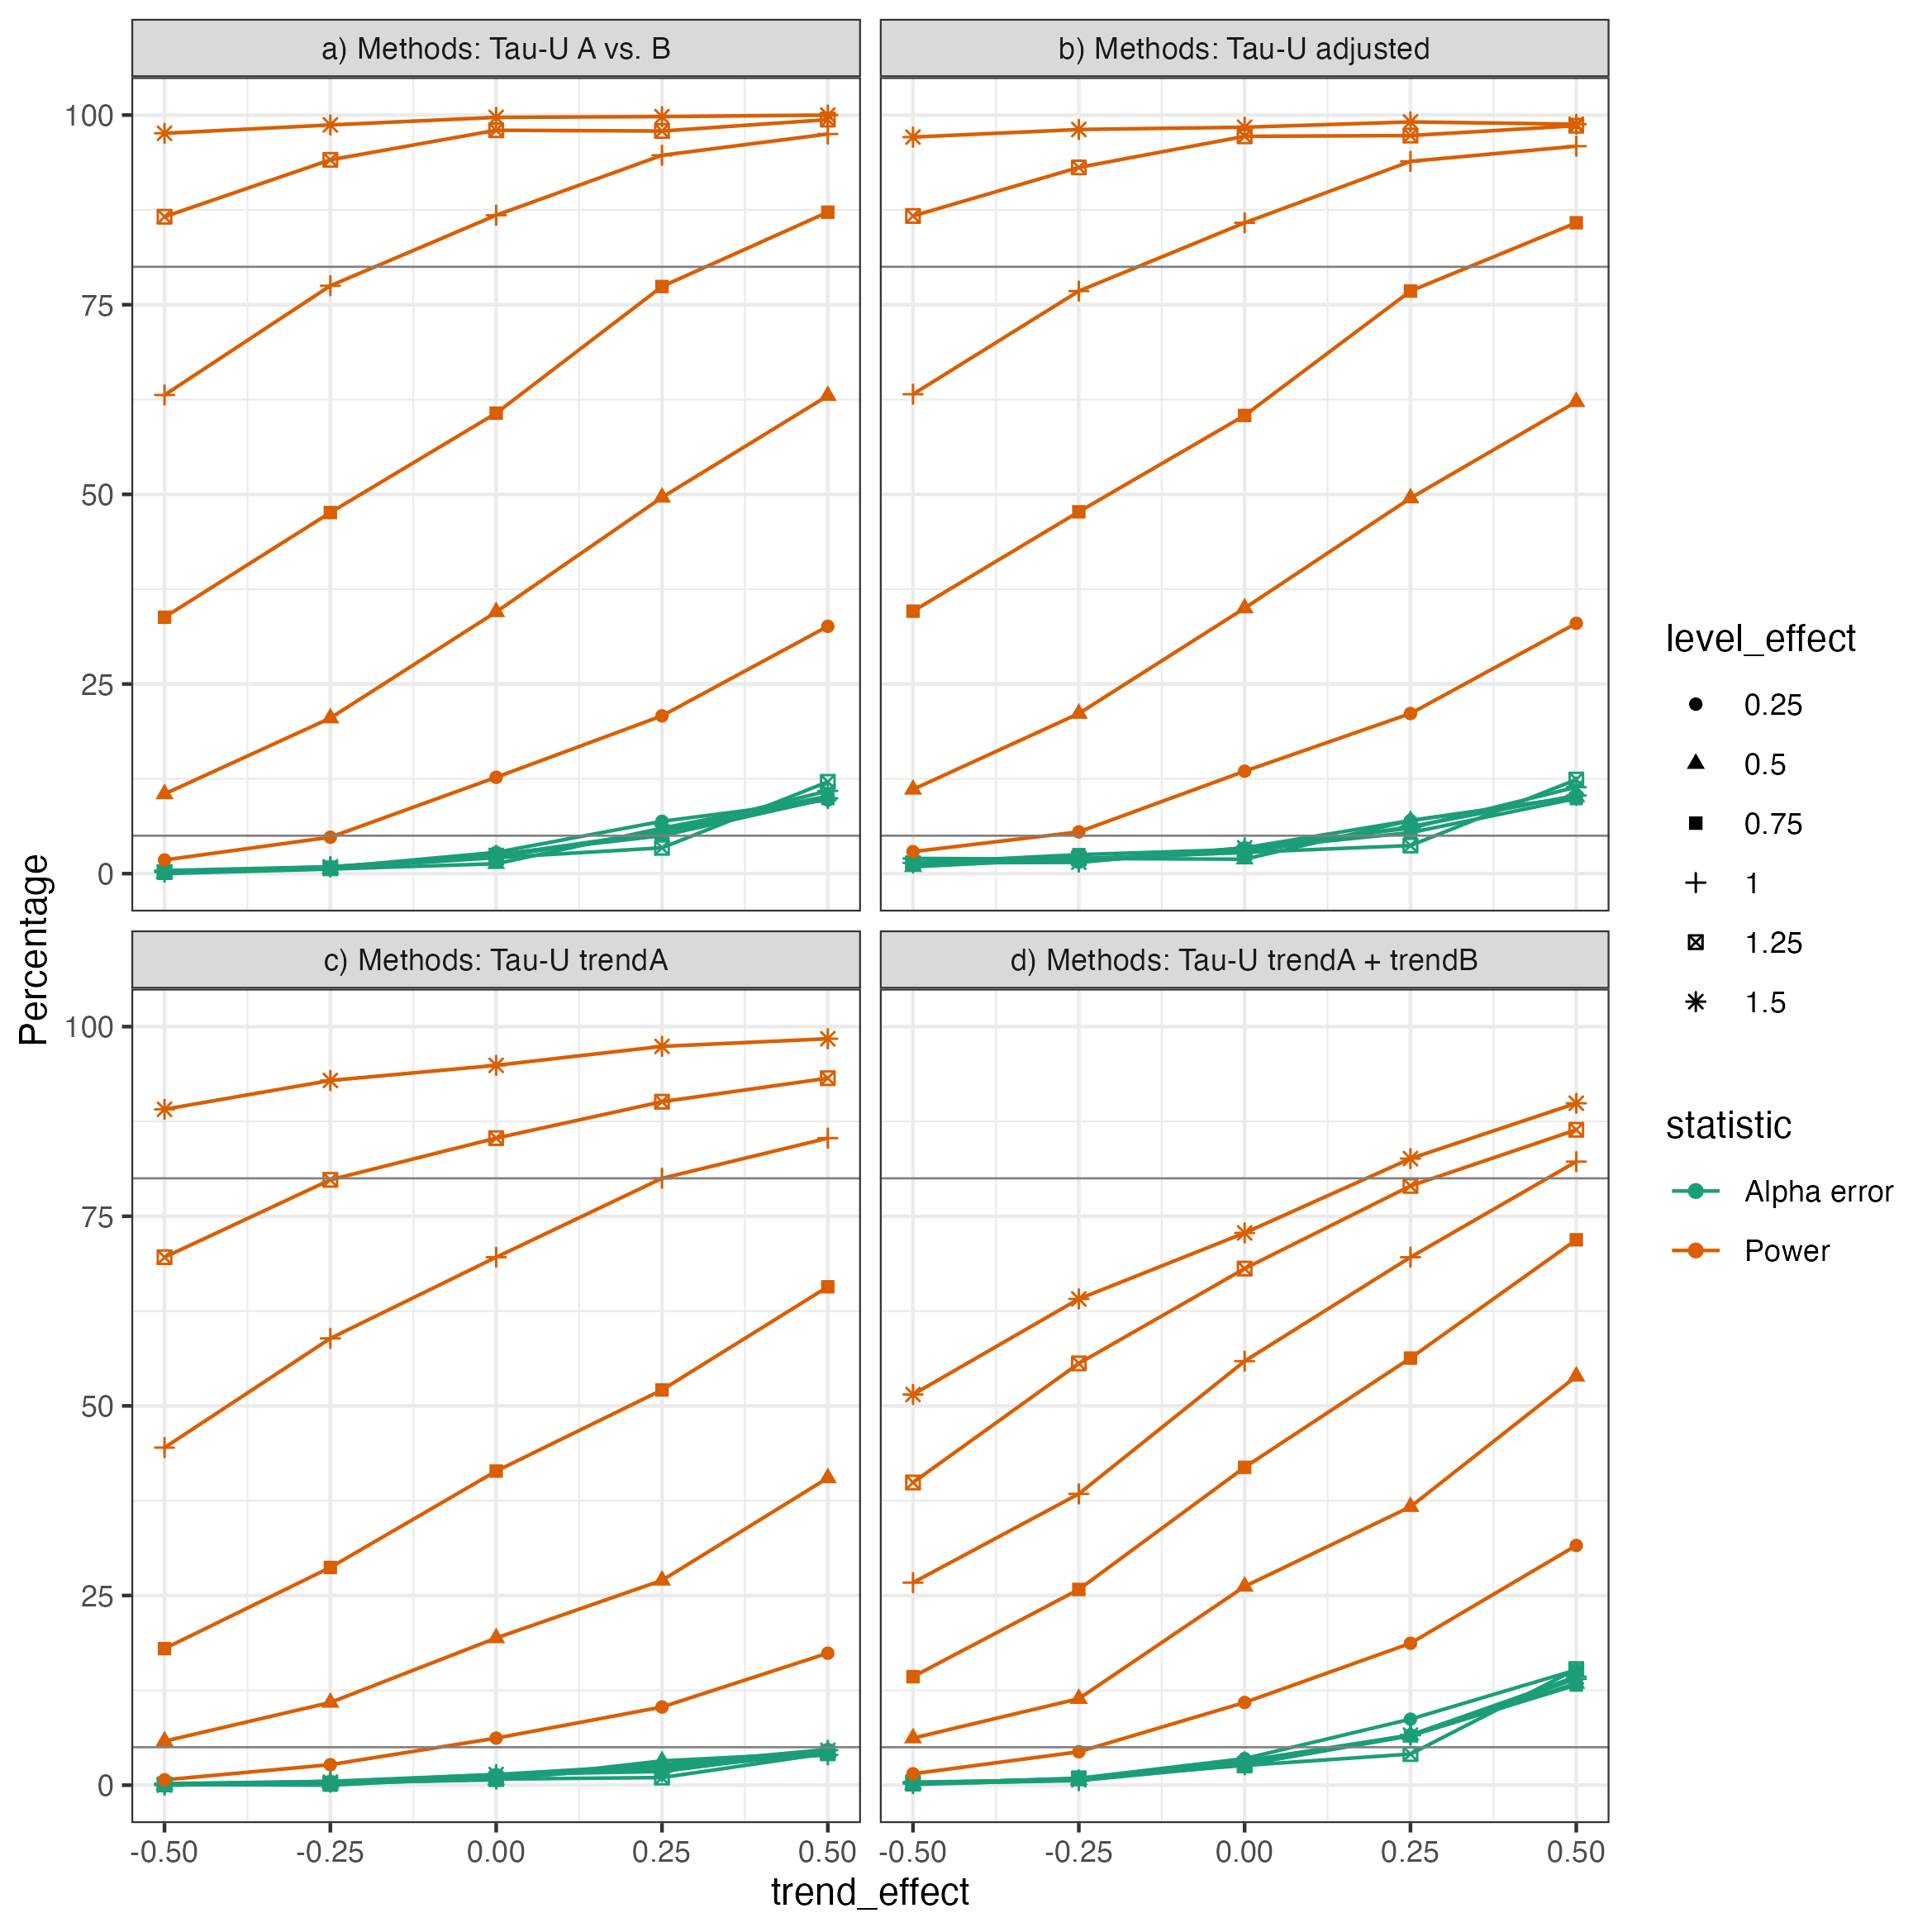 a) Methods: Tau-U A vs. B
b) Methods: Tau-U adjusted
100
75
50
25
0
c) Methods: Tau-U trendA
d) Methods: Tau-U trendA + trendB
100
75
50
25
0
-0.50 -0.25 0.00 0.25 0.50
-0.50 -0.25 0.00 0.25 0.50
trend_effect
Percentage
level_effect
0.25
0.5
0.75
1
1.25
1.5
statistic
Alpha error
Power